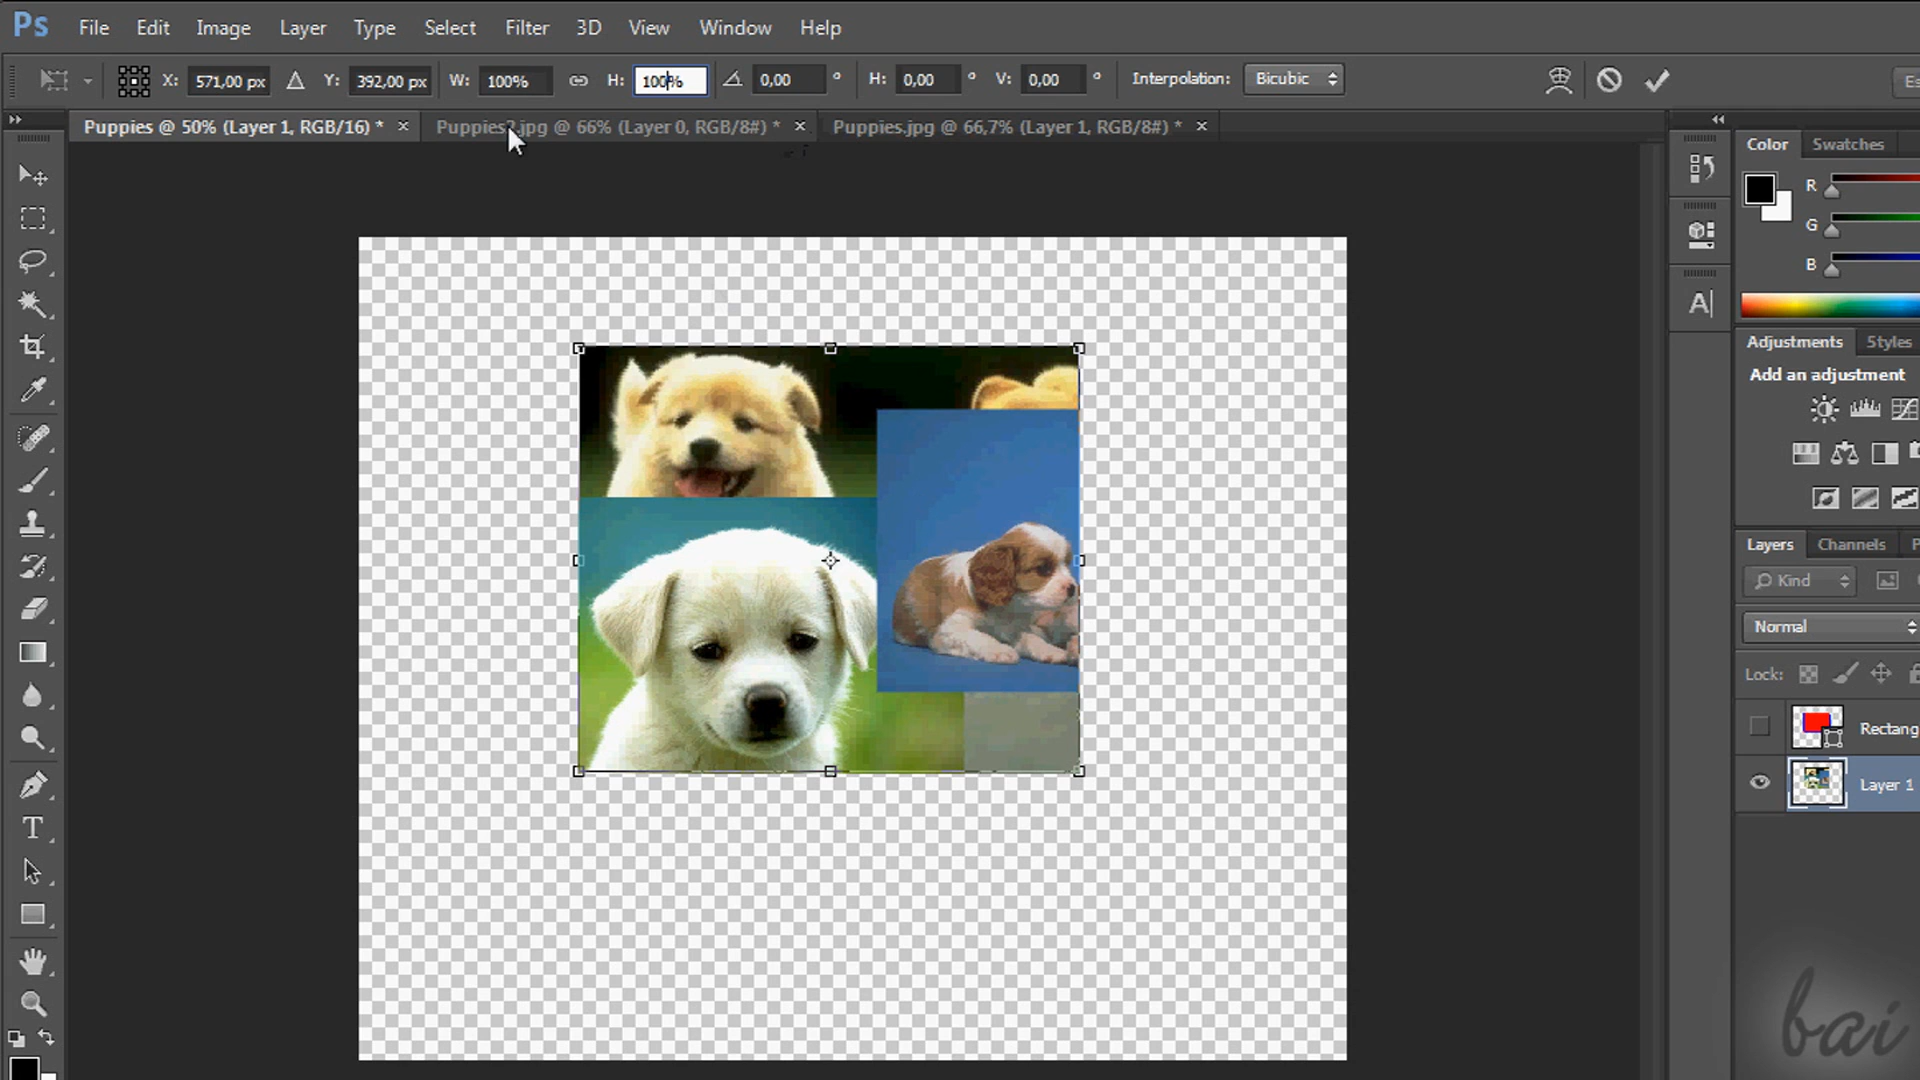 Ps File Edit Image Layer Type Select Filter 3D View Window Help
X: 571,00 px Y: 392,00 px W: 100% H: 100% 0,00 ° H: 0,00 ° V: 0,00 ° Interpolation: Bicubic Es
Puppies @ 50% (Layer 1, RGB/16) * × Puppies2.jpg @ 66% (Layer 0, RGB/8#) * × Puppies.jpg @ 66,7% (Layer 1, RGB/8#) * ×
Color Swatches
R
G
B
A
Adjustments Styles
Add an adjustment
Layers Channels P
Kind
Normal
Lock:
Rectang
Layer 1
T
bai